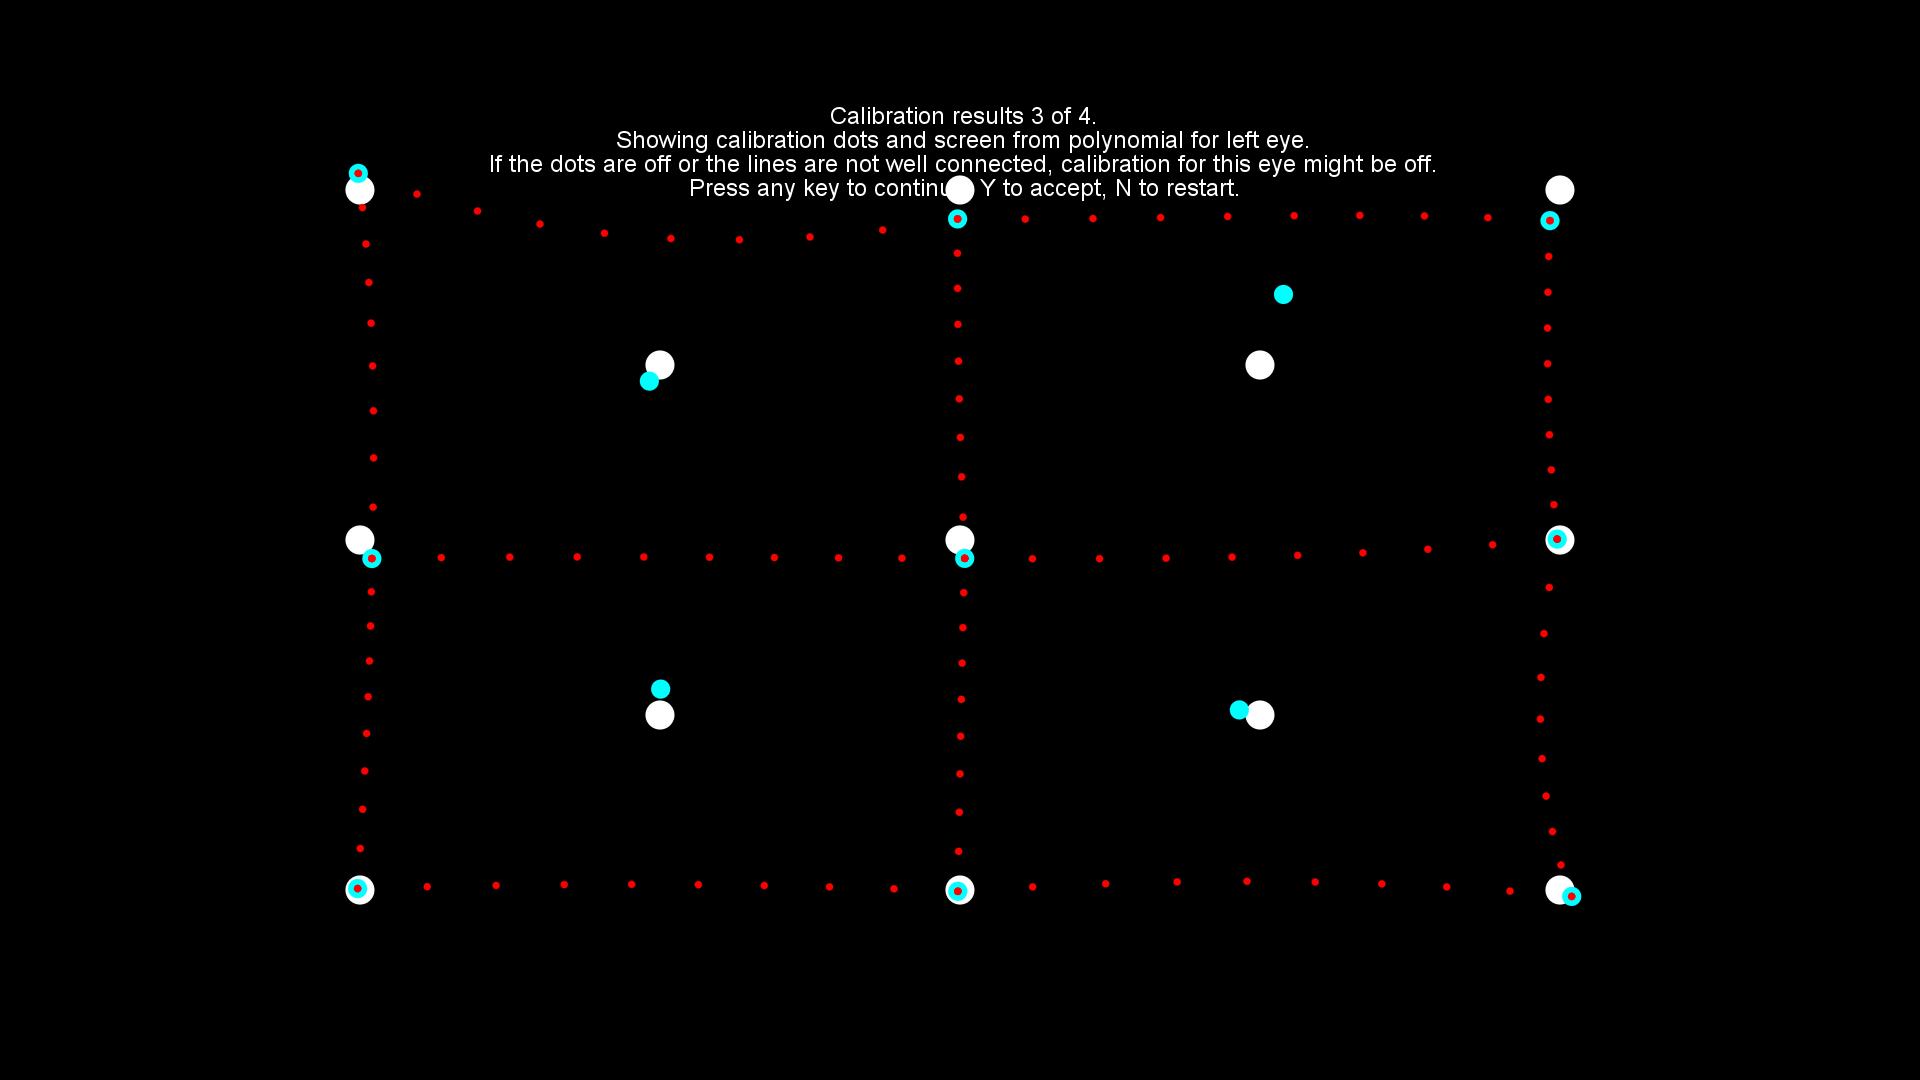 Calibration results 3 of 4.
Showing calibration dots and screen from polynomial for left eye.
If the dots are off or the lines are not well connected, calibration for this eye might be off.
Press any key to continu Y to accept, N to restart.